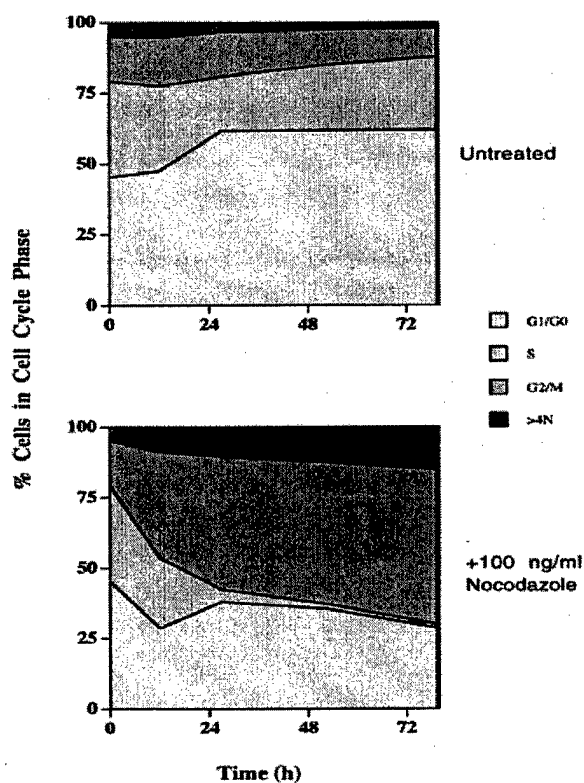 % Cells in Cell Cycle Phase
100
75
50
25
0
0 24 48 72
Untreated
G1/G0
S
G2/M
>4N
100
75
50
25
0
0 24 48 72
+100 ng/ml
Nocodazole
Time (h)